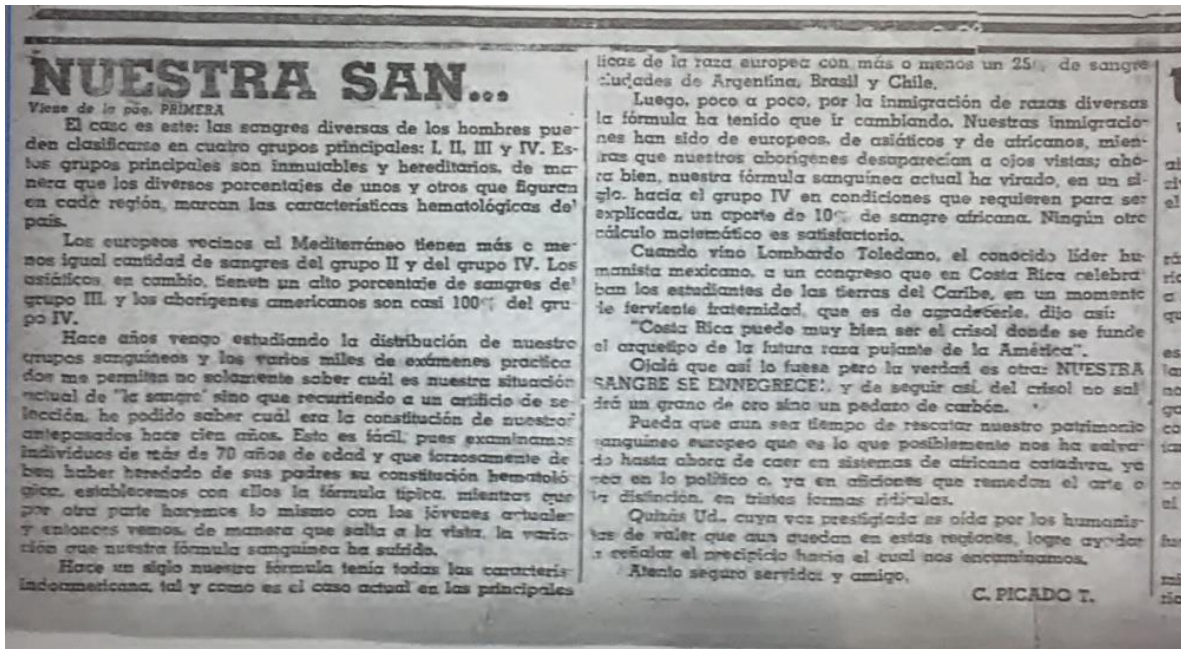 NUESTRA SAN...
Viene de la pág. PRIMERA
El caso es este: las sangres diversas de los hombres pue-
den clasificarse en cuatro grupos principales: I, II, III y IV. Es-
tos grupos principales son inmutables y hereditarios, de ma
nera que los diversos porcentajes de unos y otros que figuran
en cada región, marcan las características hematológicas de'
país.
Los europeos vecinos al Mediterráneo tienen más o me-
nos igual cantidad de sangres del grupo II y del grupo IV. Los
asiáticos, en cambio, tienen un alto porcentaje de sangres de'
grupo III, y los aborígenes americanos son casi 100% del gru-
po IV.
Hace años vengo estudiando la distribución de nuestro
grupos sanguíneos y los varios miles de exámenes practica
dos me permiten no solamente saber cuál es nuestra situación
actual de "la sangre" sino que recurriendo a un artificio de se-
lección, he podido saber cuál era la constitución de nuestro
antepasados hace cien años. Esto es fácil, pues examinamos
individuos de más de 70 años de edad y que forzosamente de
ben haber heredado de sus padres su constitución hematoló
gica, establecemos con ellos la fórmula típica, mientras que
por otra parte haremos lo mismo con los jóvenes actuale
y entonces vemos, de manera que salta a la vista, la varia
ción que nuestra fórmula sanguínea ha sufrido.
Hace un siglo nuestra fórmula tenía todas las caracterís
indoamericana, tal y como es el caso actual en las principales
ticas de la raza europea con más o menos un 25% de sangre
ciudades de Argentina, Brasil y Chile.
Luego, poco a poco, por la inmigración de razas diversas
la fórmula ha tenido que ir cambiando. Nuestras inmigracio-
nes han sido de europeos, de asiáticos y de africanos, mien-
tras que nuestros aborígenes desaparecían a ojos vistas; aho-
ra bien, nuestra fórmula sanguínea actual ha virado, en un si-
glo, hacia el grupo IV en condiciones que requieren para ser
explicada, un aporte de 10% de sangre africana. Ningún otro
cálculo matemático es satisfactorio.
Cuando vino Lombardo Toledano, el conocido líder hu
manista mexicano, a un congreso que en Costa Rica celebra
ban los estudiantes de las tierras del Caribe, en un momento
de ferviente fraternidad, que es de agradecerle, dijo así:
"Costa Rica puede muy bien ser el crisol donde se funde
el arquetipo de la futura raza pujante de la América".
Ojalá que así lo fuese pero la verdad es otra: NUESTRA
SANGRE SE ENNEGRECE!, y de seguir así, del crisol no sal
drá un grano de oro sino un pedazo de carbón.
Pueda que aun sea tiempo de rescatar nuestro patrimonio
sanguíneo europeo que es lo que posiblemente nos ha salva-
do hasta ahora de caer en sistemas de africana catadura, ya
sea en lo político o, ya en aficiones que remedan el arte o
la distinción, en tristes formas ridículas.
Quizás Ud., cuya voz prestigiada es oída por los humanis-
tas de valer que aun quedan en estas regiones, logre ayudar
a señalar el precipicio hacia el cual nos encaminamos.
Atento seguro servidor y amigo,
C. PICADO T.